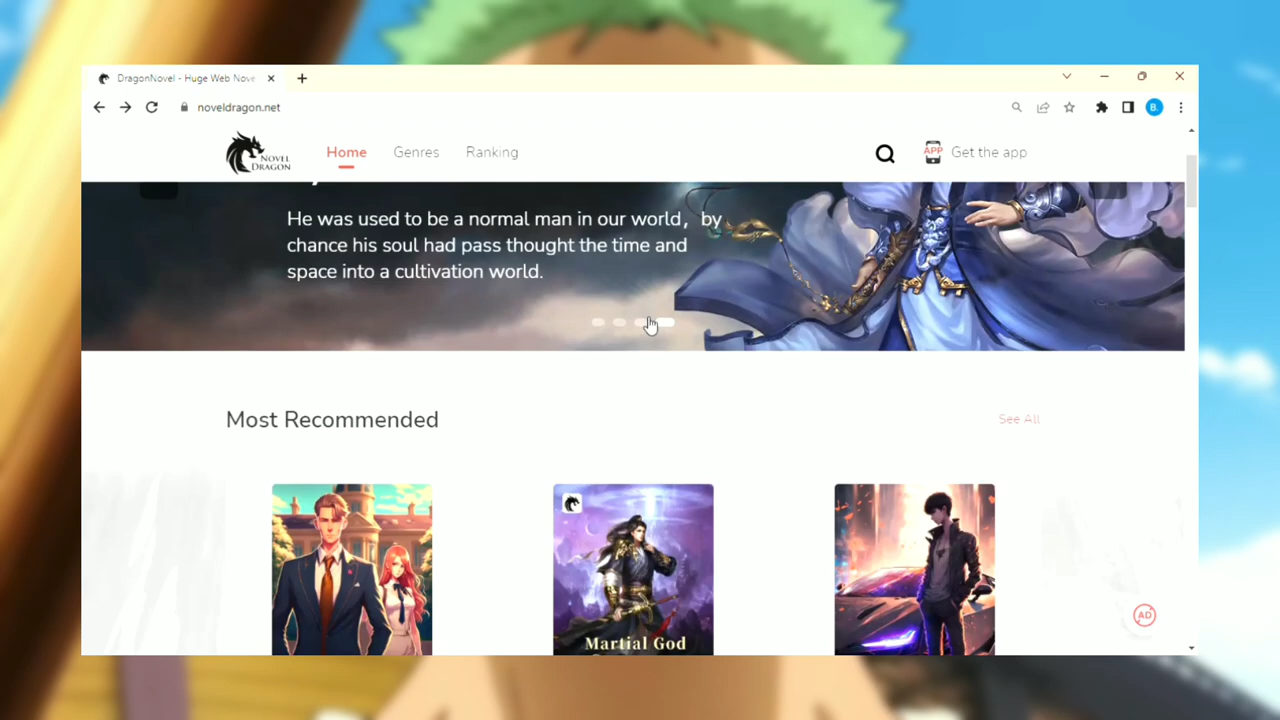 DragonNovel - Huge Web Nove
noveldragon.net
B.
NOVEL
DRAGON
Home
Genres
Ranking
APP
Get the app
He was used to be a normal man in our world, by
chance his soul had pass thought the time and
space into a cultivation world.
Most Recommended
See All
Martial God
AD